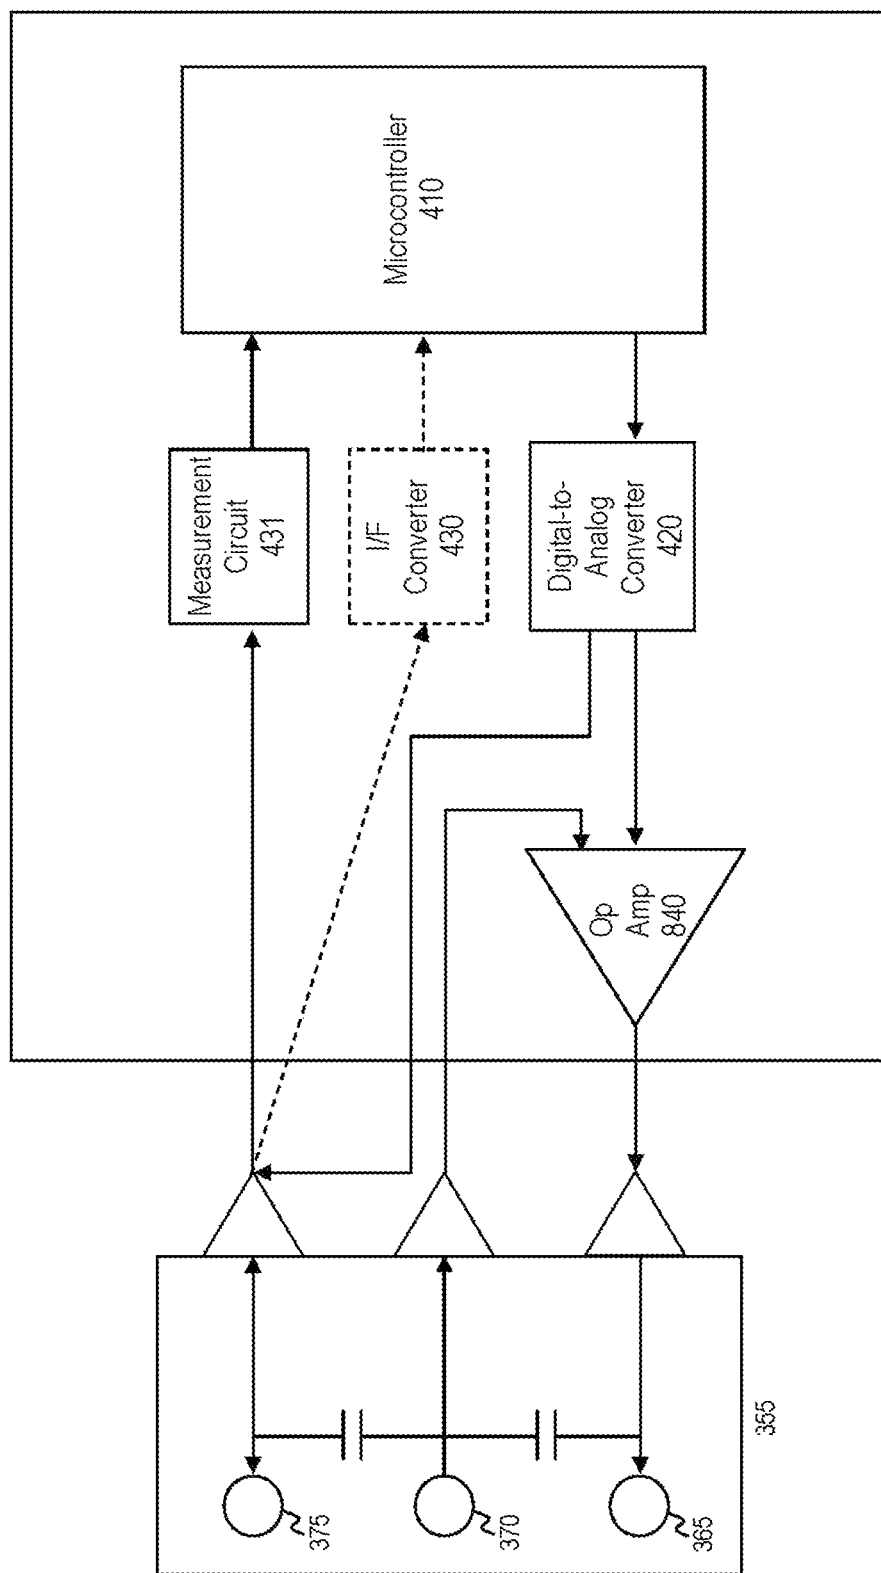 Microcontroller
410
Measurement
Circuit
431
I/F
Converter
430
Digital-to-
Analog
Converter
420
Op
Amp
840
375
370
365
355